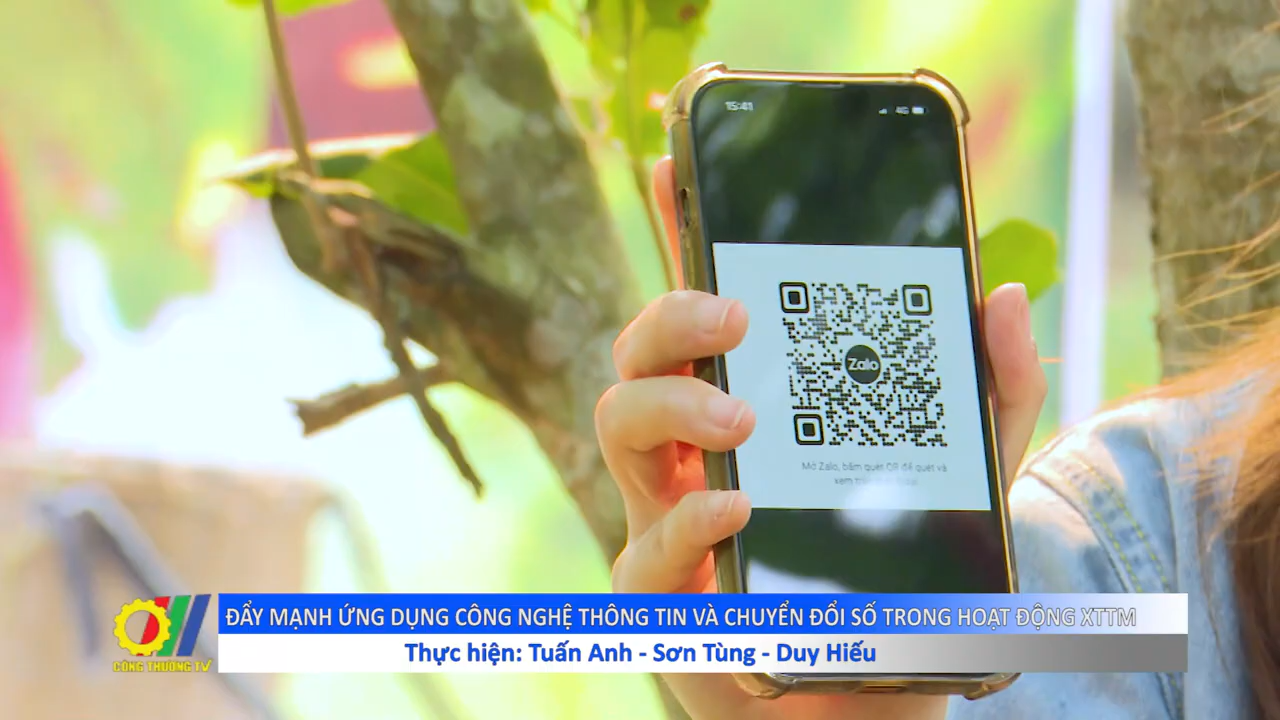 15:41
4G
Zalo
Mở Zalo, bấm quét QR để quét và
xem
ĐẨY MẠNH ỨNG DỤNG CÔNG NGHỆ THÔNG TIN VÀ CHUYỂN ĐỔI SỐ TRONG HOẠT ĐỘNG XTTM
Thực hiện: Tuấn Anh - Sơn Tùng - Duy Hiếu
CÔNG THƯƠNG TV